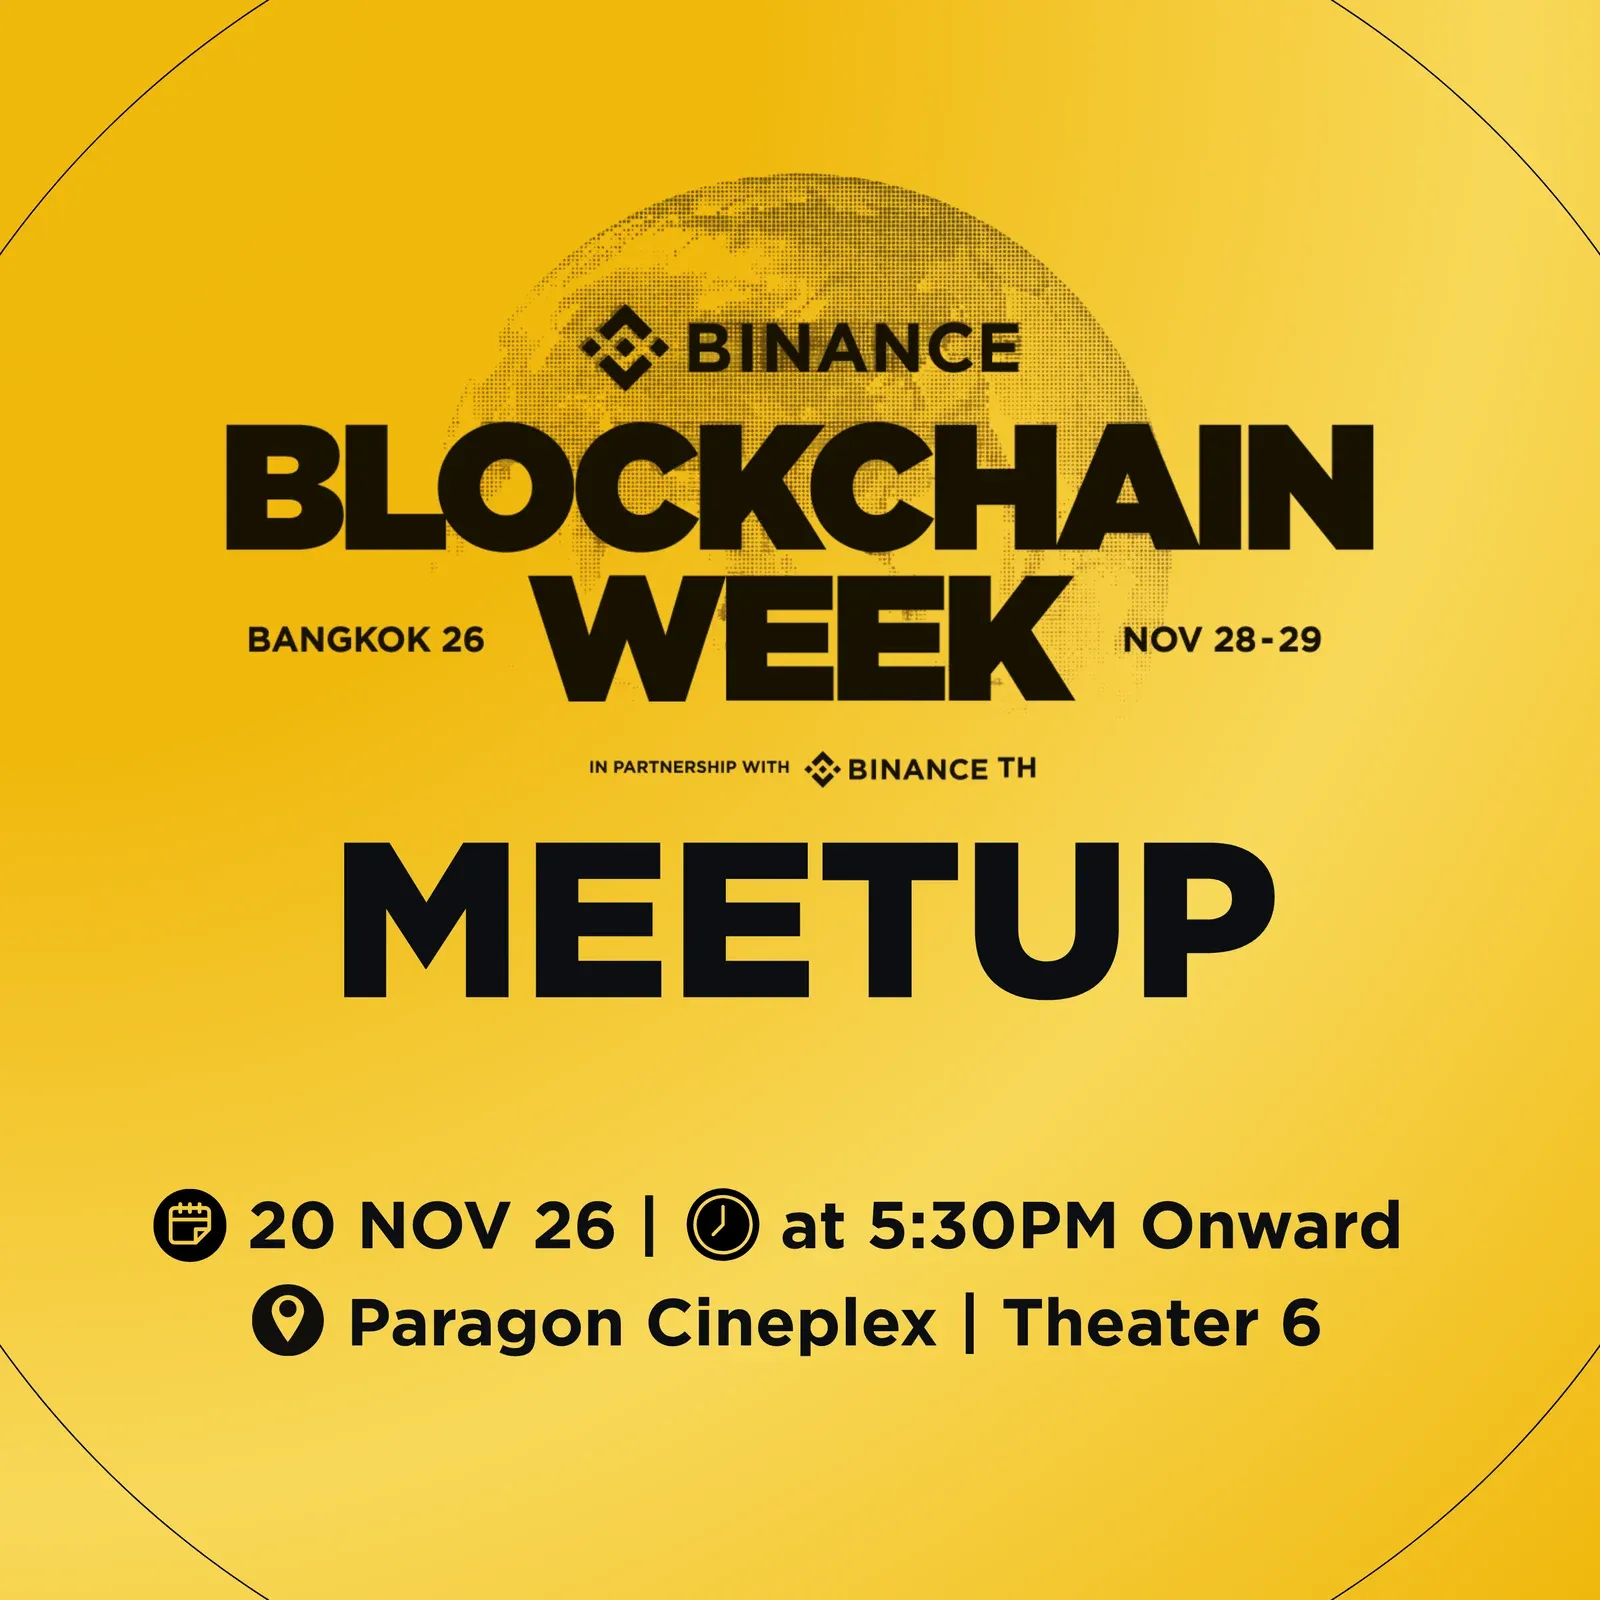 BINANCE
BLOCKCHAIN
WEEK
BANGKOK 26
NOV 28-29
IN PARTNERSHIP WITH BINANCE TH
MEETUP
20 NOV 26 | at 5:30PM Onward
Paragon Cineplex | Theater 6